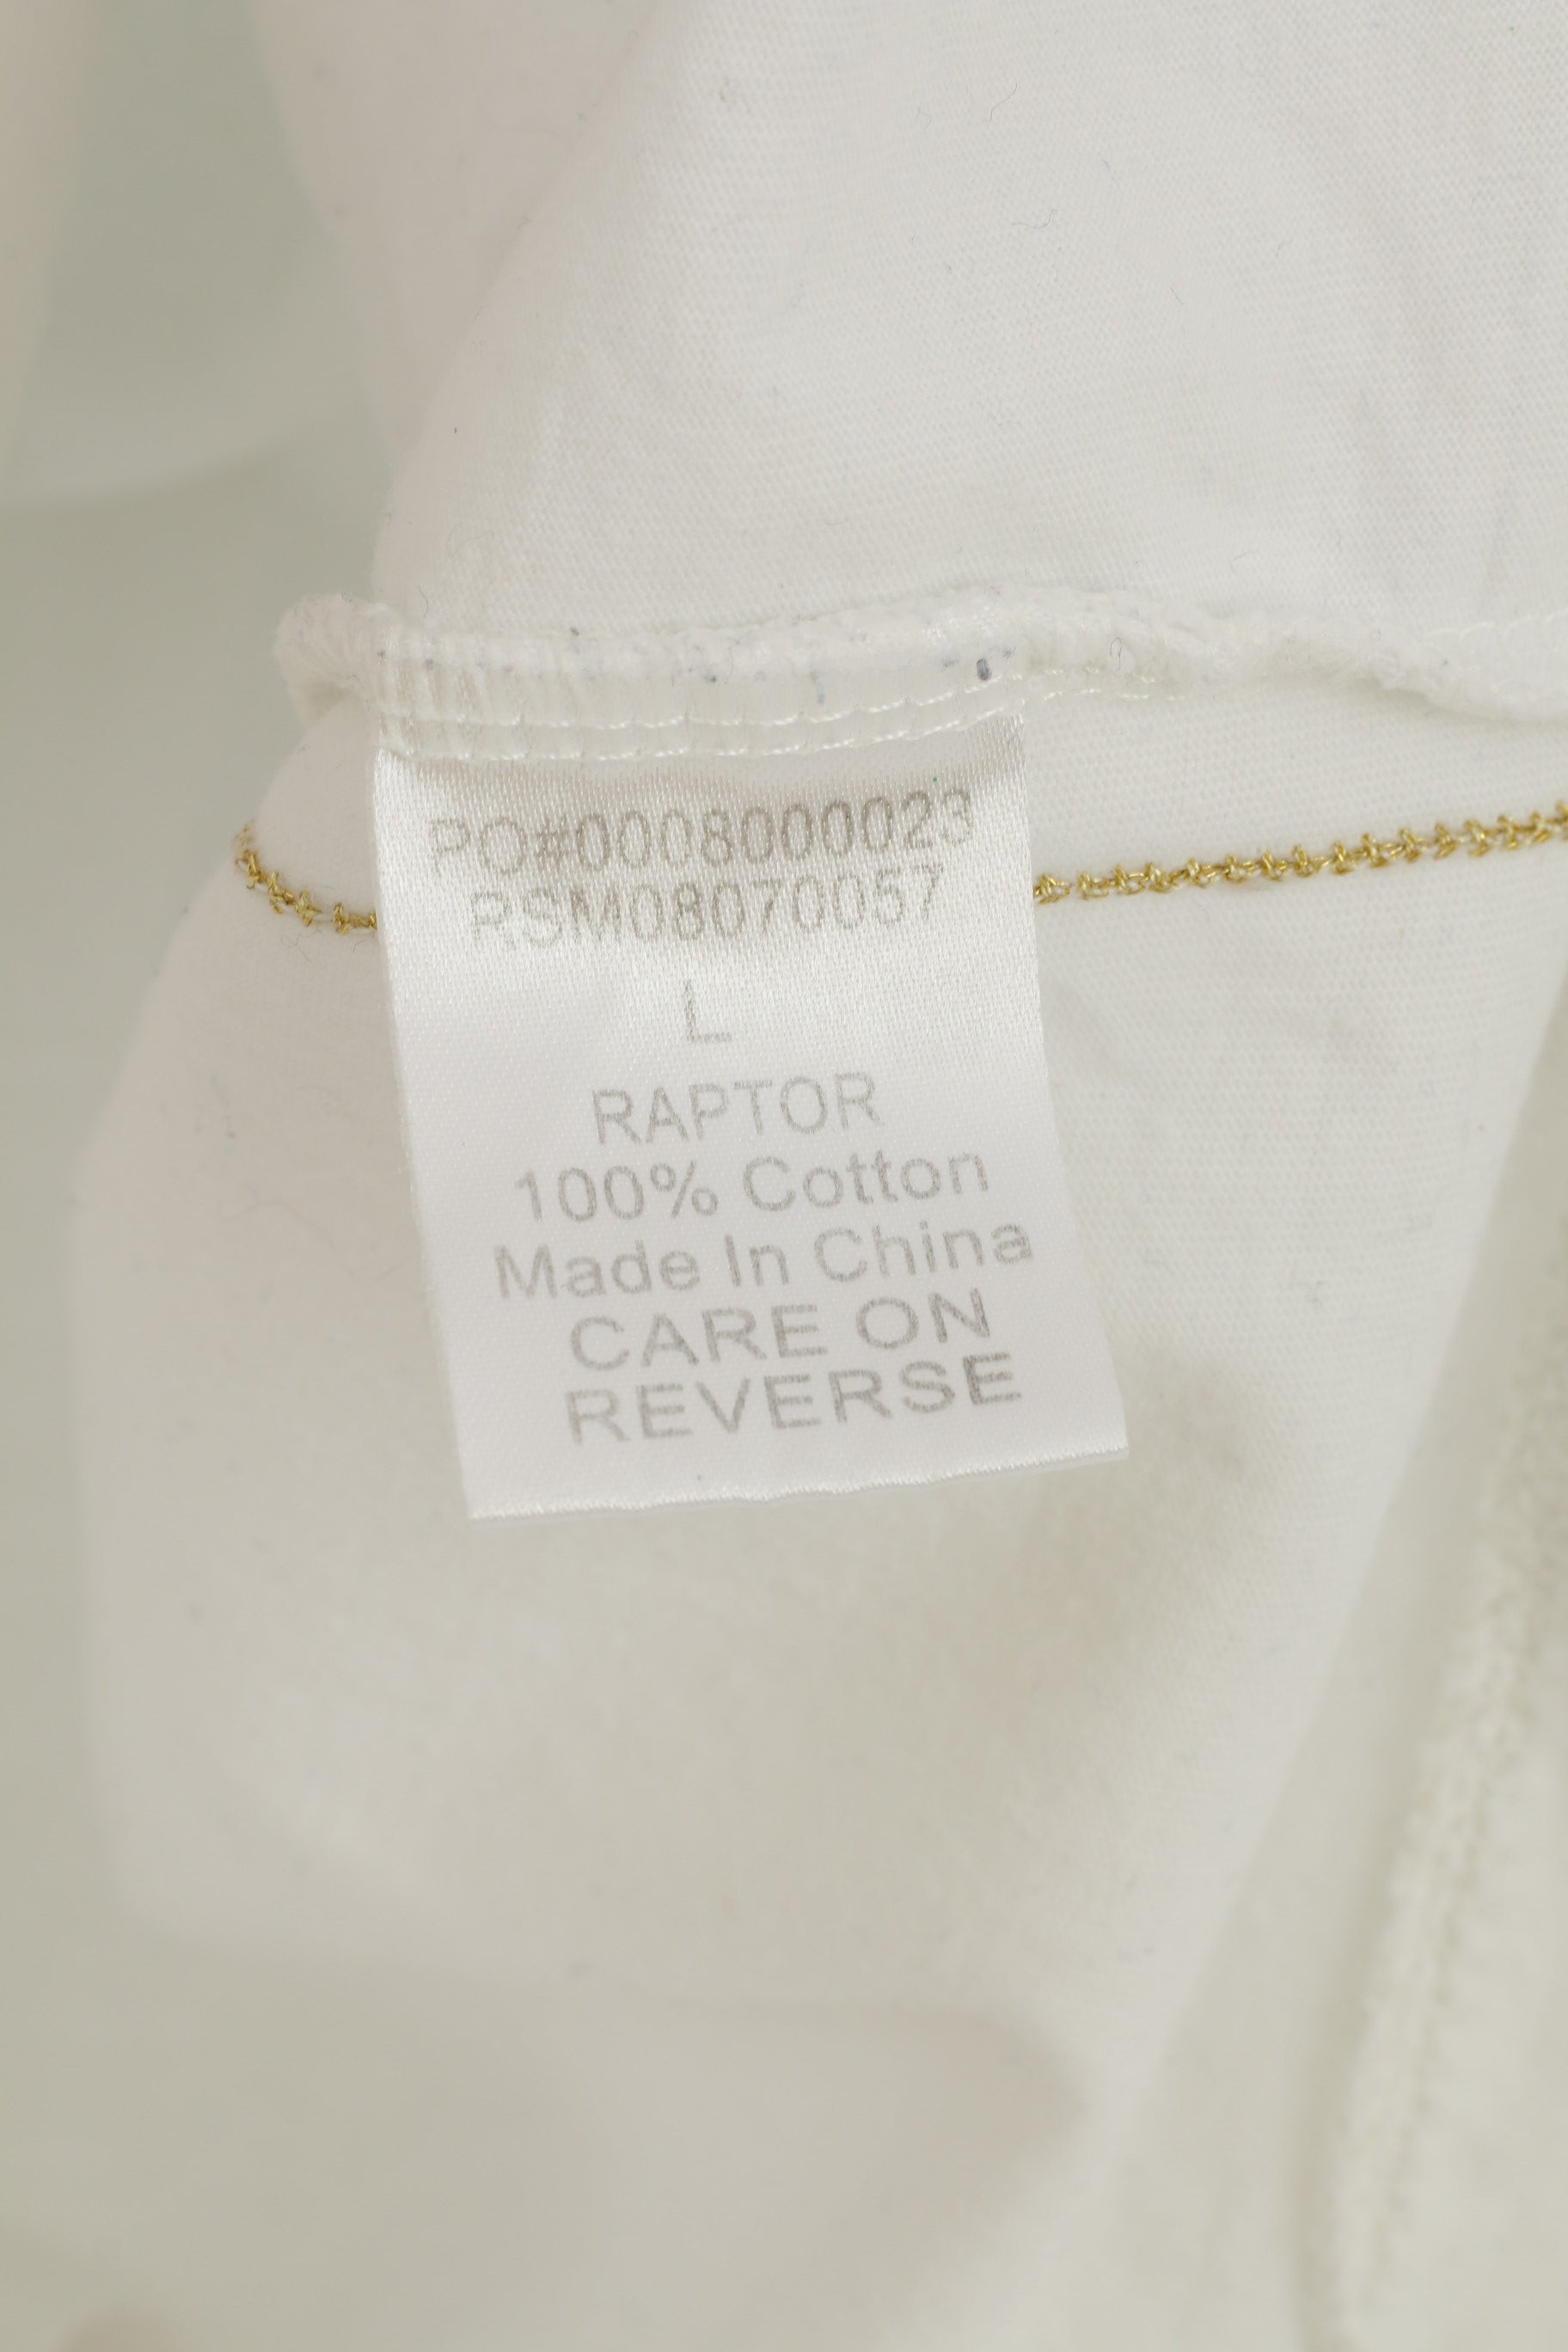 PO#0008000023
RSM08070057
L
RAPTOR
100% Cotton
Made In China
CARE ON
REVERSE